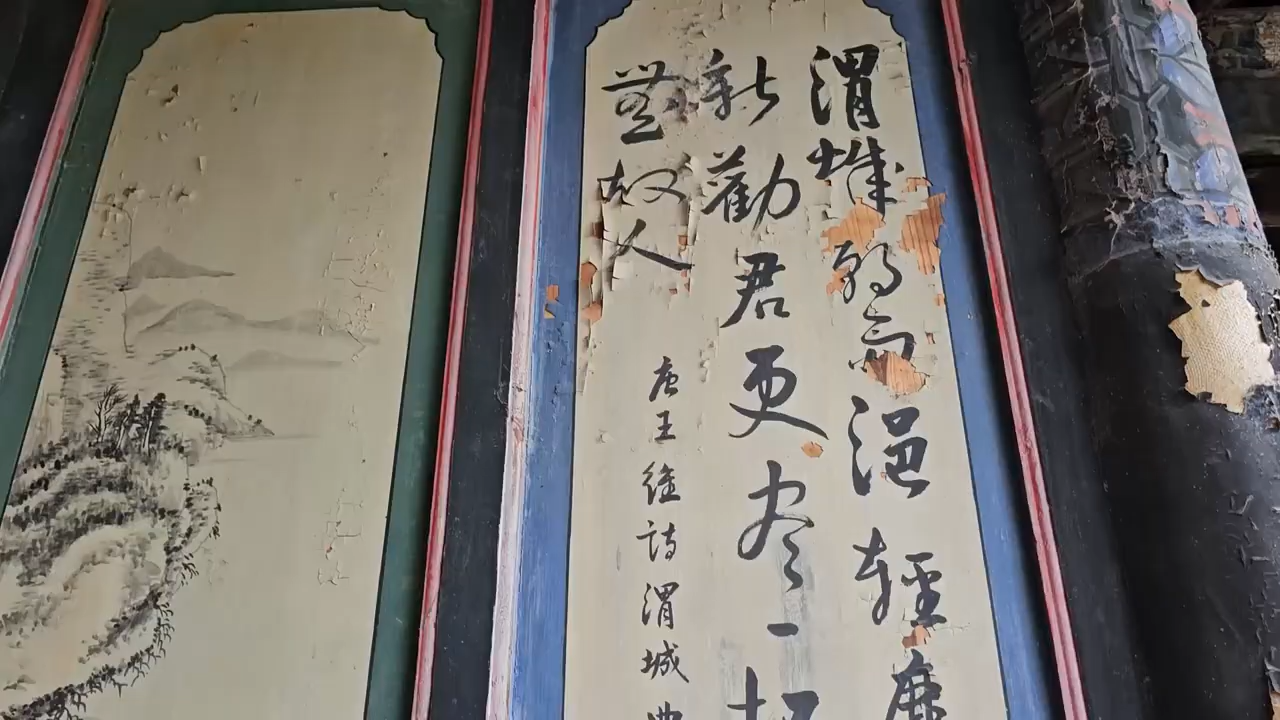 渭城朝雨浥輕塵
新勸君更尽一杯
無故人
唐王維詩渭城曲